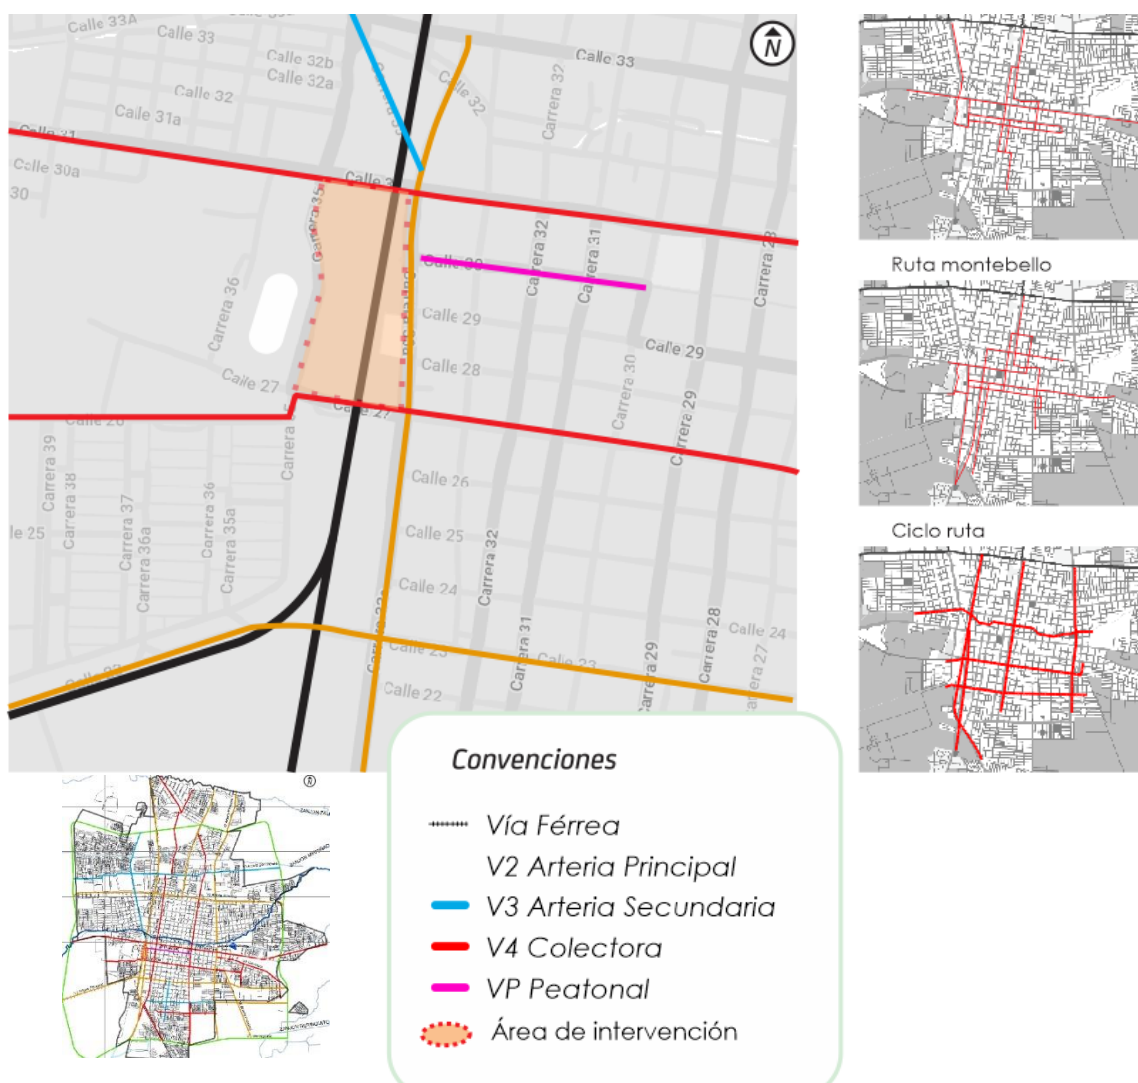 Calle 33A
Calle 33
Calle 32b
Calle 32a
Calle 32
Calle 31a
Calle 31
Calle 30a
30
Calle 32
Carrera 32
Calle 33
N
Carrera 35
Carrera 36
Calle 27
Calle 29
Calle 28
Carrera 32
Carrera 31
Carrera 28
Carrera 30
Calle 29
Carrera 29
Calle 27
Carrera
Carrera 39
Carrera 38
Carrera 37
Carrera 36a
Carrera 36
Carrera 35a
Calle 25
Calle 26
Calle 25
Calle 24
Carrera 32
Carrera 31
Calle 23
Calle 23
Calle 22
Carrera 29
Carrera 28
Calle 24
Carrera 27
Ruta montebello
Ciclo ruta
Convenciones
Vía Férrea
V2 Arteria Principal
V3 Arteria Secundaria
V4 Colectora
VP Peatonal
Área de intervención